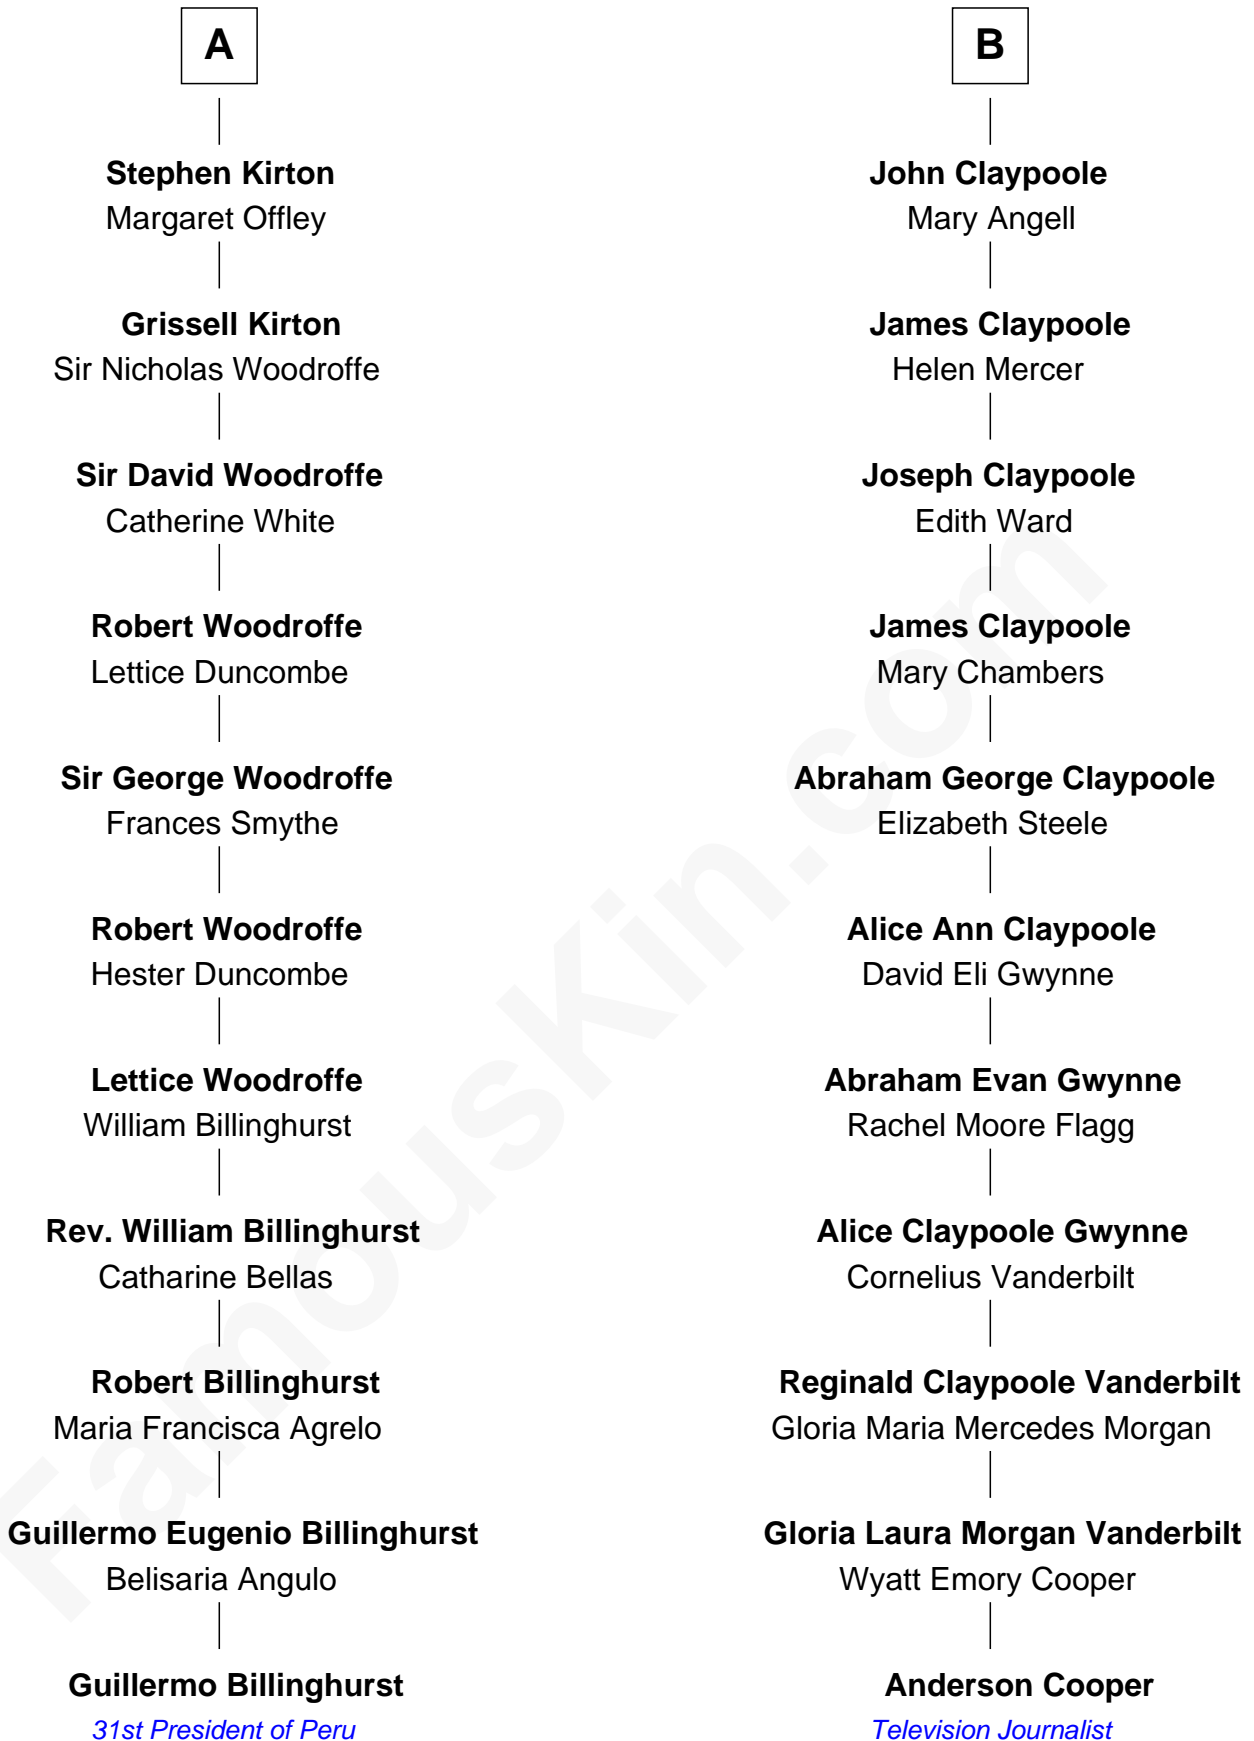 A
Stephen Kirton
Margaret Offley
Grissell Kirton
Sir Nicholas Woodroffe
Sir David Woodroffe
Catherine White
Robert Woodroffe
Lettice Duncombe
Sir George Woodroffe
Frances Smythe
Robert Woodroffe
Hester Duncombe
Lettice Woodroffe
William Billinghurst
Rev. William Billinghurst
Catharine Bellas
Robert Billinghurst
Maria Francisca Agrelo
Guillermo Eugenio Billinghurst
Belisaria Angulo
Guillermo Billinghurst
31st President of Peru
B
John Claypoole
Mary Angell
James Claypoole
Helen Mercer
Joseph Claypoole
Edith Ward
James Claypoole
Mary Chambers
Abraham George Claypoole
Elizabeth Steele
Alice Ann Claypoole
David Eli Gwynne
Abraham Evan Gwynne
Rachel Moore Flagg
Alice Claypoole Gwynne
Cornelius Vanderbilt
Reginald Claypoole Vanderbilt
Gloria Maria Mercedes Morgan
Gloria Laura Morgan Vanderbilt
Wyatt Emory Cooper
Anderson Cooper
Television Journalist
FamousKin.com